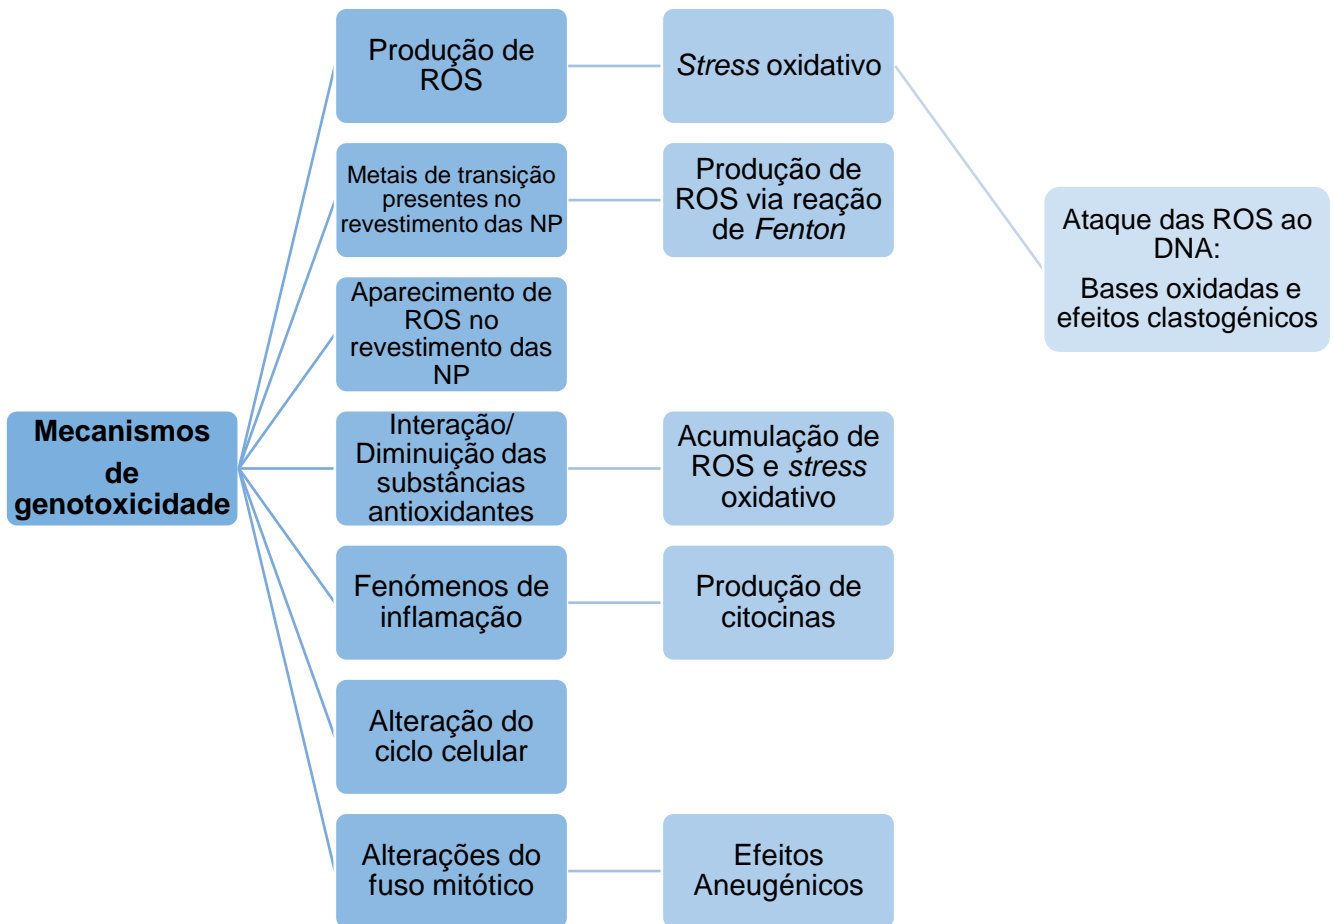 Mecanismos
de
genotoxicidade
Produção de
ROS
Stress oxidativo
Ataque das ROS ao
DNA:
Bases oxidadas e
efeitos clastogénicos
Metais de transição
presentes no
revestimento das NP
Produção de
ROS via reação
de Fenton
Aparecimento de
ROS no
revestimento das
NP
Interação/
Diminuição das
substâncias
antioxidantes
Acumulação de
ROS e stress
oxidativo
Fenómenos de
inflamação
Produção de
citocinas
Alteração do
ciclo celular
Alterações do
fuso mitótico
Efeitos
Aneugénicos